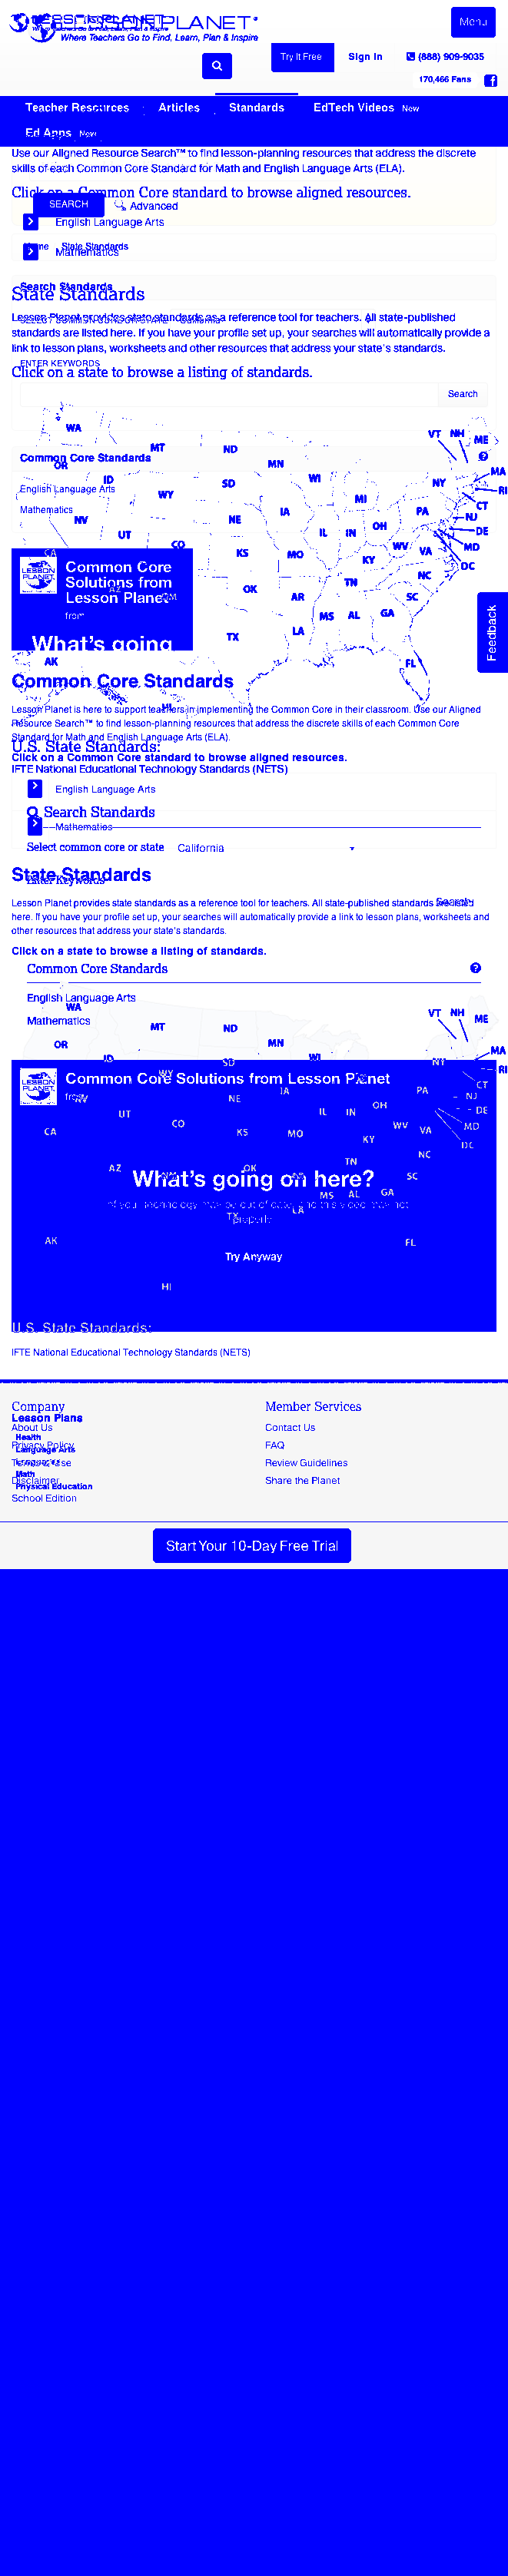 LESSON PLANET
Where Teachers Go to Find, Learn, Plan & Inspire
Menu
Try It Free
Sign In
(888) 909-9035
170,466 Fans
Teacher Resources
Articles
Standards
EdTech Videos New
Ed Apps New
Use our Aligned Resource Search™ to find lesson-planning resources that address the discrete
skills of each Common Core Standard for Math and English Language Arts (ELA).
Click on a Common Core standard to browse aligned resources.
SEARCH
Advanced
English Language Arts
Home State Standards
Mathematics
Search Standards
State Standards
Lesson Planet provides state standards as a reference tool for teachers. All state-published
standards are listed here. If you have your profile set up, your searches will automatically provide a
link to lesson plans, worksheets and other resources that address your state's standards.
ENTER KEYWORDS
Click on a state to browse a listing of standards.
Search
WA
MT
ND
MN
VT
NH
ME
Common Core Standards
OR
ID
WY
SD
WI
MI
NY
MA
RI
CT
English Language Arts
Mathematics
NV
UT
CO
NE
IA
IL
IN
OH
PA
NJ
DE
MD
DC
CA
KS
MO
KY
WV
VA
Common Core
Solutions from
Lesson Planet
from
AZ
NM
OK
AR
TN
NC
SC
MS
AL
GA
What's going
TX
LA
FL
AK
HI
Feedback
Common Core Standards
Lesson Planet is here to support teachers in implementing the Common Core in their classroom. Use our Aligned
Resource Search™ to find lesson-planning resources that address the discrete skills of each Common Core
Standard for Math and English Language Arts (ELA).
U.S. State Standards:
Click on a Common Core standard to browse aligned resources.
IFTE National Educational Technology Standards (NETS)
English Language Arts
Search Standards
Mathematics
Select common core or state
California
State Standards
Enter Keywords
Lesson Planet provides state standards as a reference tool for teachers. All state-published standards are listed
Search
here. If you have your profile set up, your searches will automatically provide a link to lesson plans, worksheets and
other resources that address your state's standards.
Click on a state to browse a listing of standards.
Common Core Standards
English Language Arts
WA
Mathematics
MT
ND
MN
VT
NH
ME
OR
ID
WY
SD
WI
NY
MA
RI
Common Core Solutions from Lesson Planet
from
NV
UT
CO
NE
IA
IL
IN
OH
PA
CT
NJ
DE
MD
DC
CA
KS
MO
KY
WV
VA
AZ
OK
TN
NC
SC
What's going on here?
MS
AL
GA
If your technology may be out of date, and this video may not
properly
TX
LA
Try Anyway
AK
FL
HI
U.S. State Standards:
IFTE National Educational Technology Standards (NETS)
Company
Member Services
Lesson Plans
About Us
Contact Us
Health
Privacy Policy
FAQ
Language Arts
Terms of Use
Review Guidelines
Math
Disclaimer
Share the Planet
Physical Education
School Edition
Start Your 10-Day Free Trial